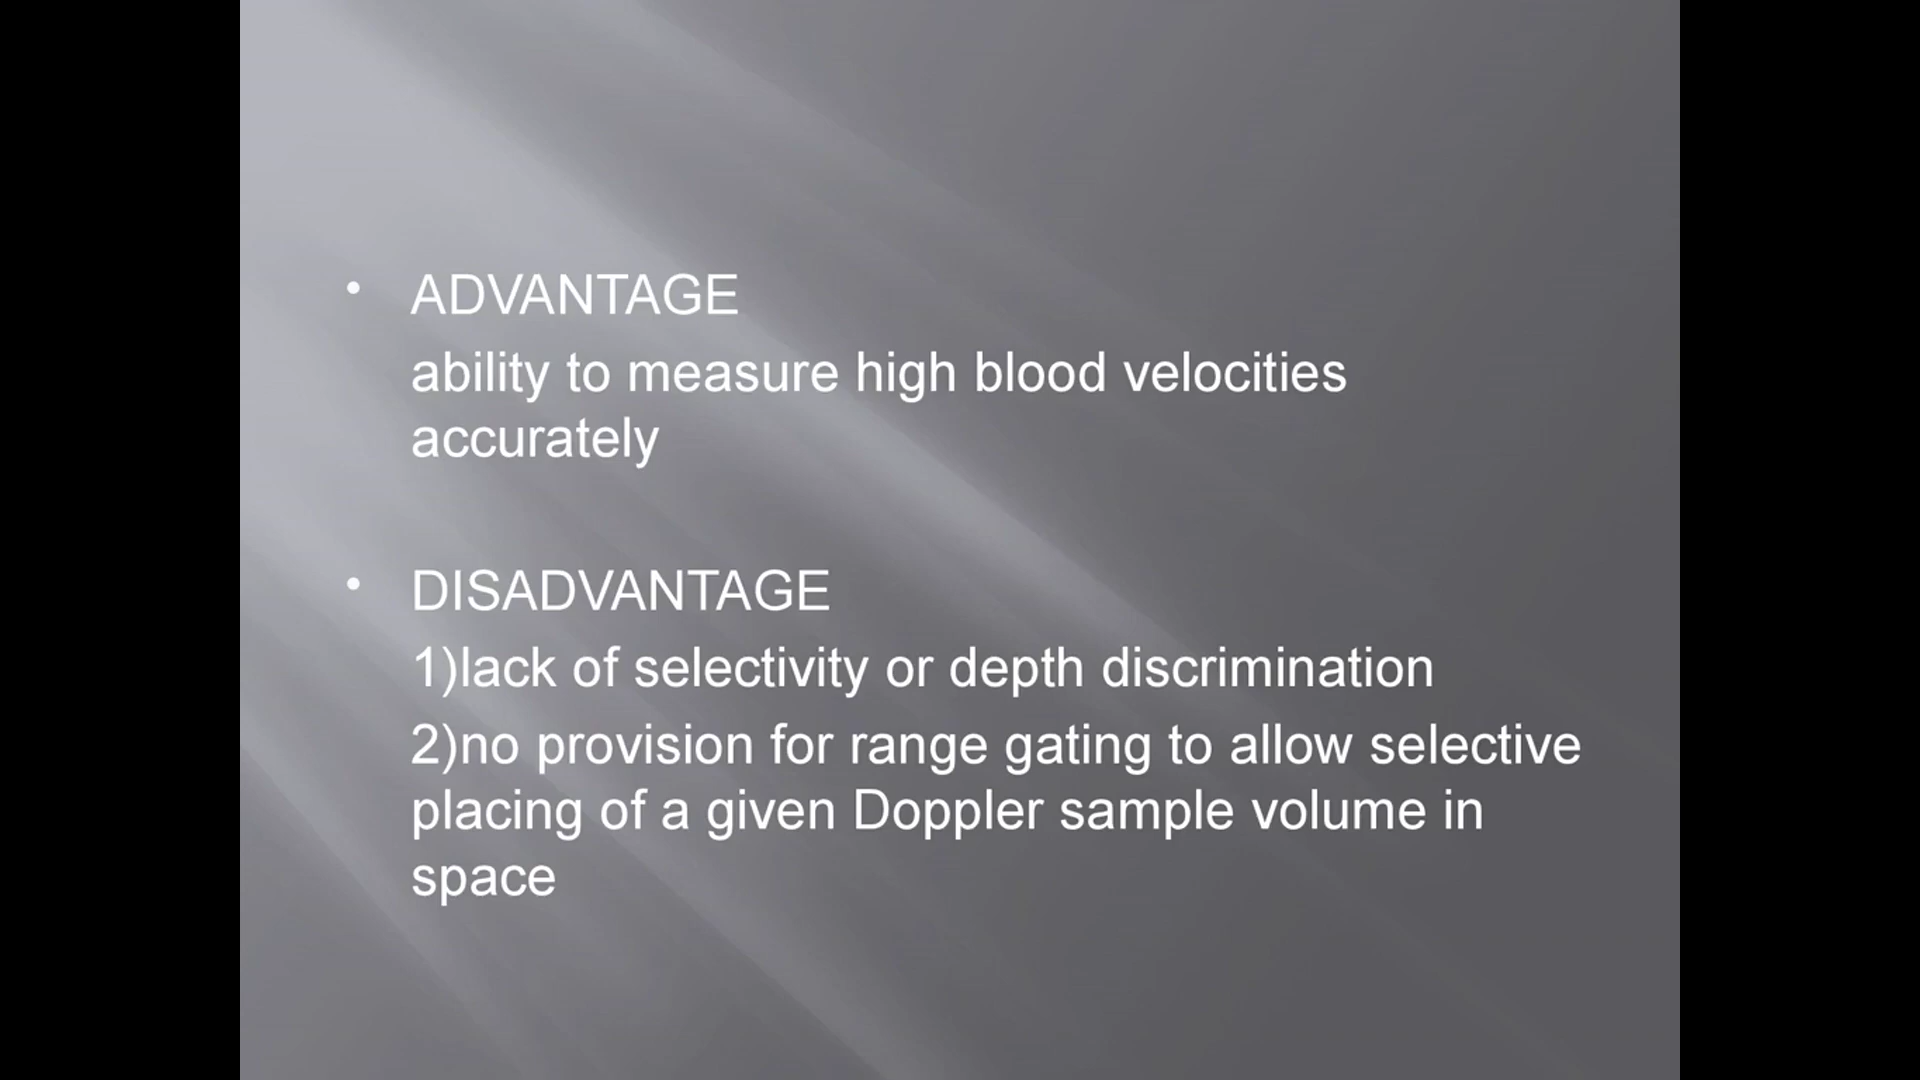 • ADVANTAGE
ability to measure high blood velocities
accurately
• DISADVANTAGE
1)lack of selectivity or depth discrimination
2)no provision for range gating to allow selective
placing of a given Doppler sample volume in
space